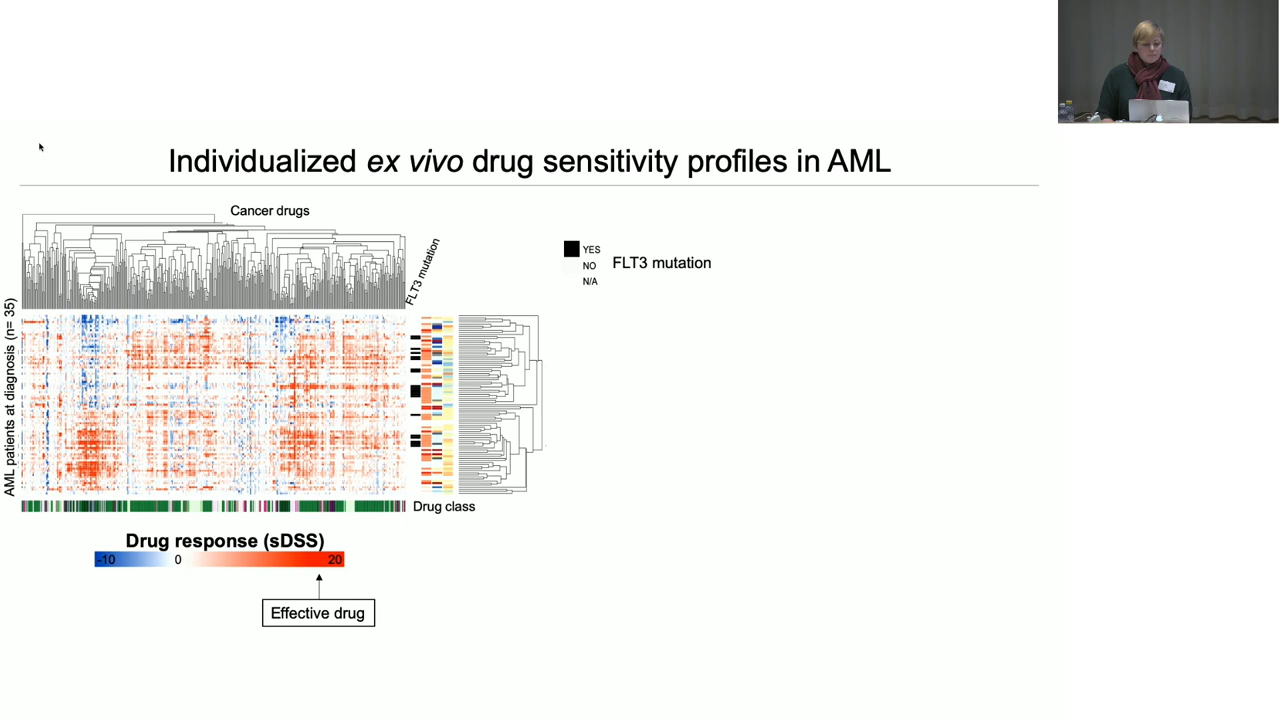 Individualized ex vivo drug sensitivity profiles in AML
Cancer drugs
FLT3 mutation
YES
NO
N/A
FLT3 mutation
AML patients at diagnosis (n= 35)
Drug class
Drug response (sDSS)
-10
0
20
Effective drug